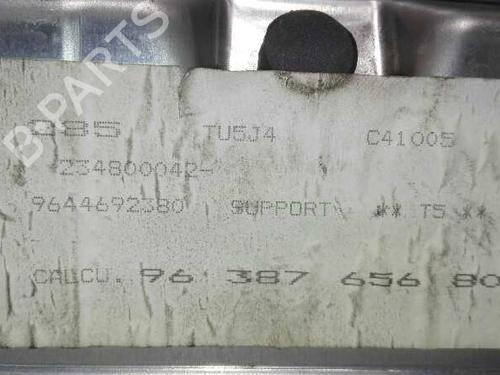 085 TU5J4 C41005
234800042-
9644692380 SUPPORT\ ** T5 **
CALCU. 96 387 656 80
B-PARTS